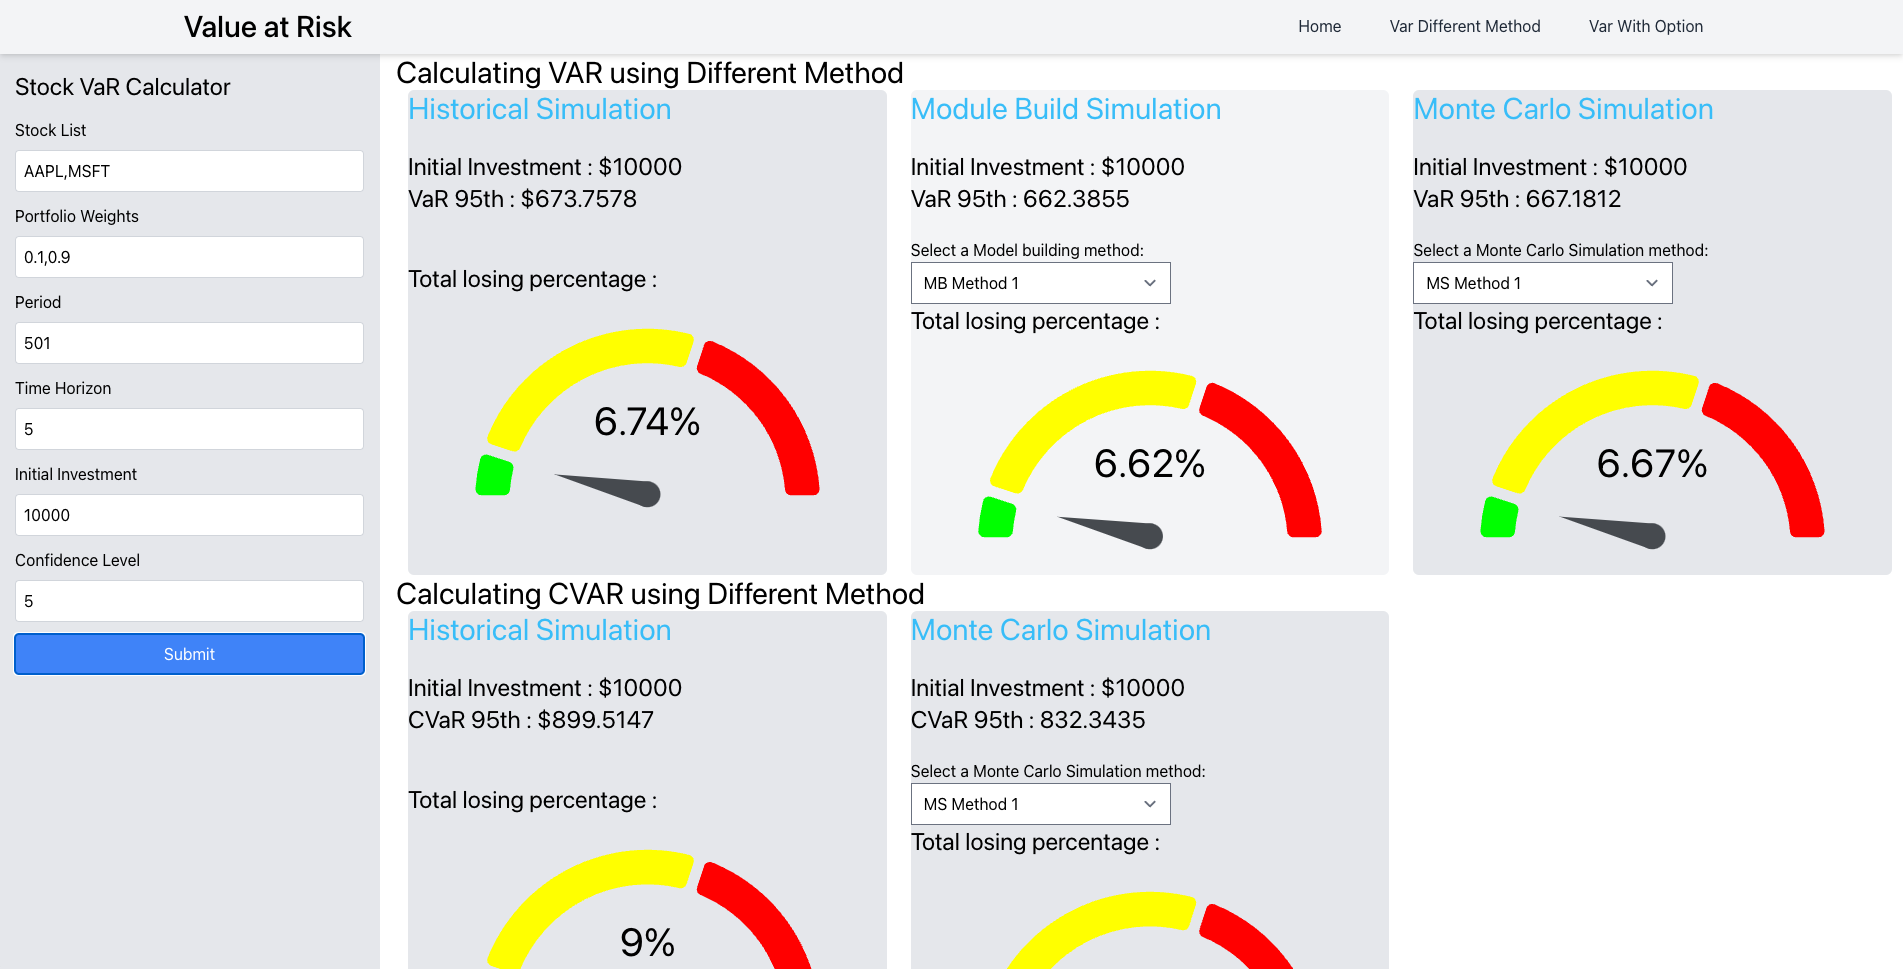 Value at Risk
Home
Var Different Method
Var With Option
Stock VaR Calculator
Stock List
AAPL,MSFT
Portfolio Weights
0.1,0.9
Period
501
Time Horizon
5
Initial Investment
10000
Confidence Level
5
Submit
Calculating VAR using Different Method
Historical Simulation
Initial Investment : $10000
VaR 95th : $673.7578
Total losing percentage :
6.74%
Module Build Simulation
Initial Investment : $10000
VaR 95th : 662.3855
Select a Model building method:
MB Method 1
Total losing percentage :
6.62%
Monte Carlo Simulation
Initial Investment : $10000
VaR 95th : 667.1812
Select a Monte Carlo Simulation method:
MS Method 1
Total losing percentage :
6.67%
Calculating CVAR using Different Method
Historical Simulation
Initial Investment : $10000
CVaR 95th : $899.5147
Total losing percentage :
9%
Monte Carlo Simulation
Initial Investment : $10000
CVaR 95th : 832.3435
Select a Monte Carlo Simulation method:
MS Method 1
Total losing percentage :